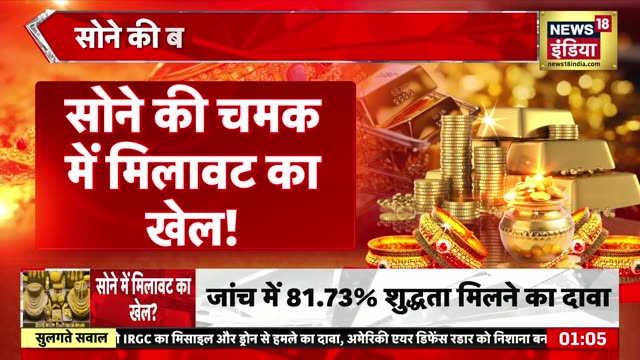 सोने की ब
NEWS 18
इंडिया
news18india.com
सोने की चमक
में मिलावट का
खेल!
सोने में मिलावट का
खेल?
जांच में 81.73% शुद्धता मिलने का दावा
सुलगते सवाल
IRGC का मिसाइल और ड्रोन से हमले का दावा, अमेरिकी एयर डिफेंस रडार को निशाना बन
01:05